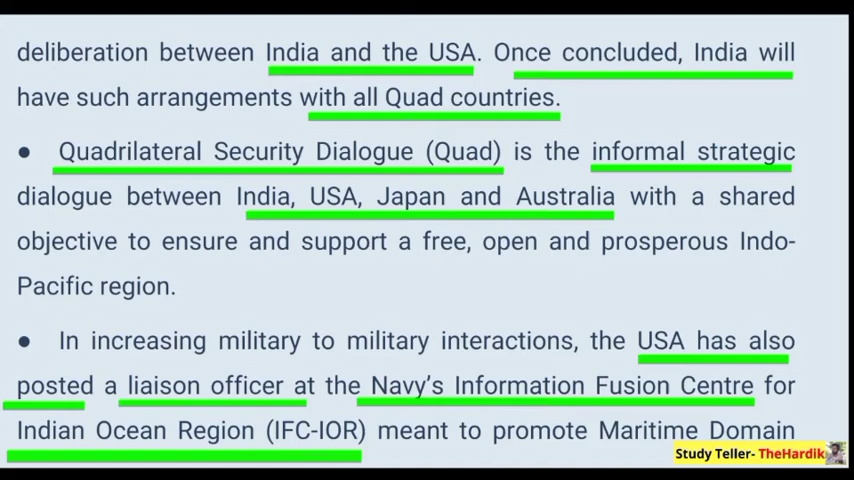 deliberation between India and the USA. Once concluded, India will
have such arrangements with all Quad countries.
● Quadrilateral Security Dialogue (Quad) is the informal strategic
dialogue between India, USA, Japan and Australia with a shared
objective to ensure and support a free, open and prosperous Indo-
Pacific region.
● In increasing military to military interactions, the USA has also
posted a liaison officer at the Navy's Information Fusion Centre for
Indian Ocean Region (IFC-IOR) meant to promote Maritime Domain
Study Teller- TheHardik